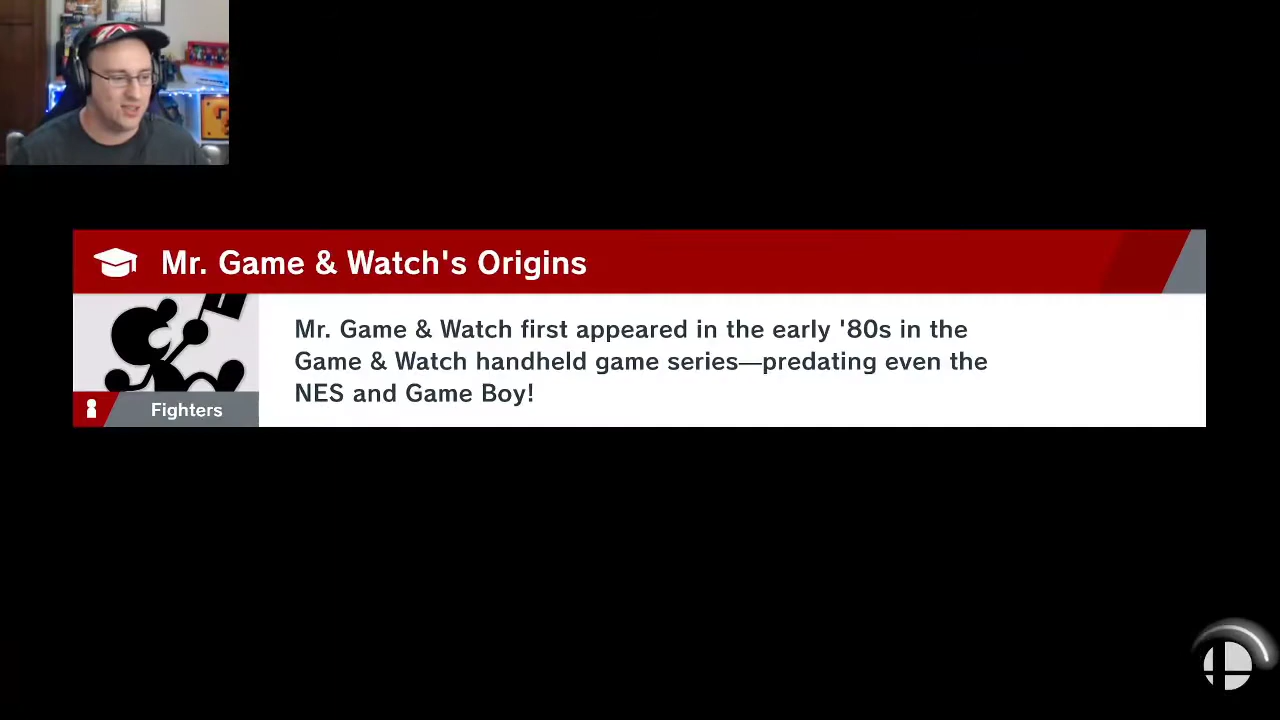 Mr. Game & Watch's Origins
Mr. Game & Watch first appeared in the early '80s in the
Game & Watch handheld game series—predating even the
NES and Game Boy!
Fighters